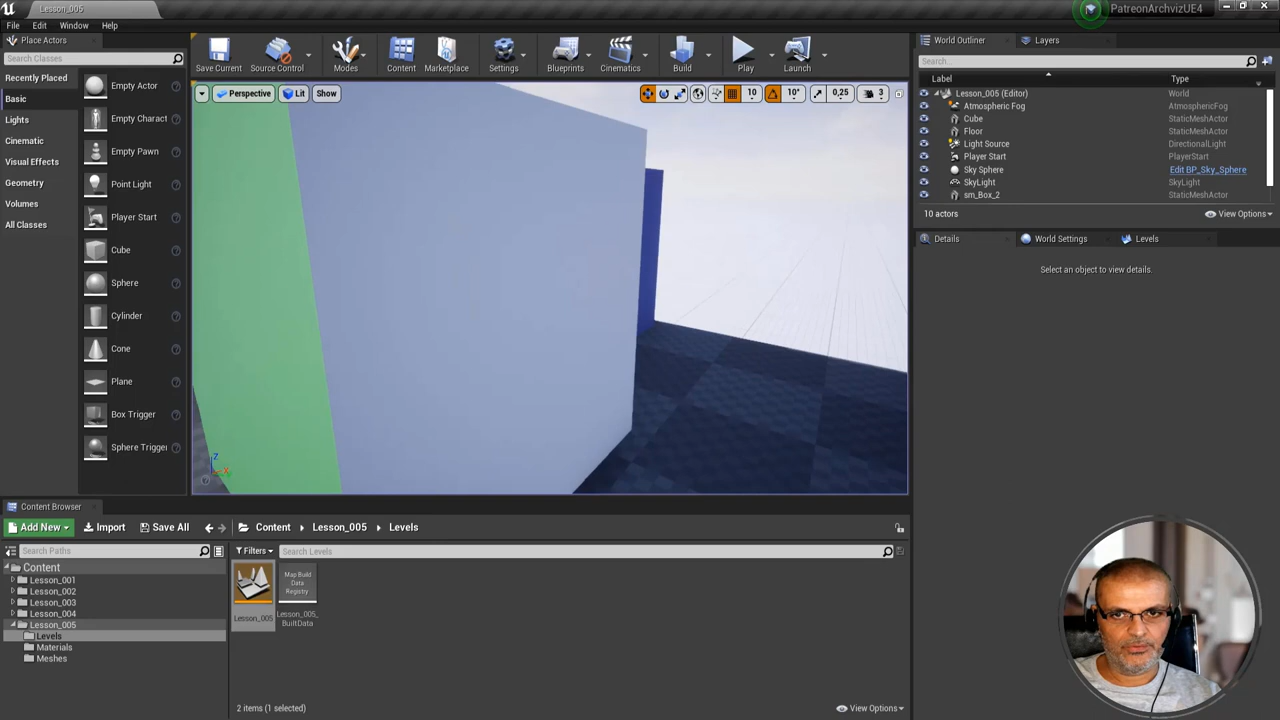 Lesson_005
PatreonArchvizUE4
File Edit Window Help
Place Actors
Search Classes
Recently Placed
Basic
Lights
Cinematic
Visual Effects
Geometry
Volumes
All Classes
Empty Actor
Empty Charact
Empty Pawn
Point Light
Player Start
Cube
Sphere
Cylinder
Cone
Plane
Box Trigger
Sphere Trigge
Save Current
Source Control
Modes
Content
Marketplace
Settings
Blueprints
Cinematics
Build
Play
Launch
Perspective
Lit
Show
10
10°
0,25
3
Z
X
World Outliner
Layers
Search...
Label Type
Lesson_005 (Editor) World
Atmospheric Fog AtmosphericFog
Cube StaticMeshActor
Floor StaticMeshActor
Light Source DirectionalLight
Player Start PlayerStart
Sky Sphere Edit BP_Sky_Sphere
SkyLight SkyLight
sm_Box_2 StaticMeshActor
10 actors
View Options
Details
World Settings
Levels
Select an object to view details.
Content Browser
Add New
Import
Save All
Content
Lesson_005
Levels
Search Paths
Filters
Search Levels
Content
Lesson_001
Lesson_002
Lesson_003
Lesson_004
Lesson_005
Levels
Materials
Meshes
Lesson_005
Map Build
Data
Registry
Lesson_005_
BuiltData
2 items (1 selected)
View Options